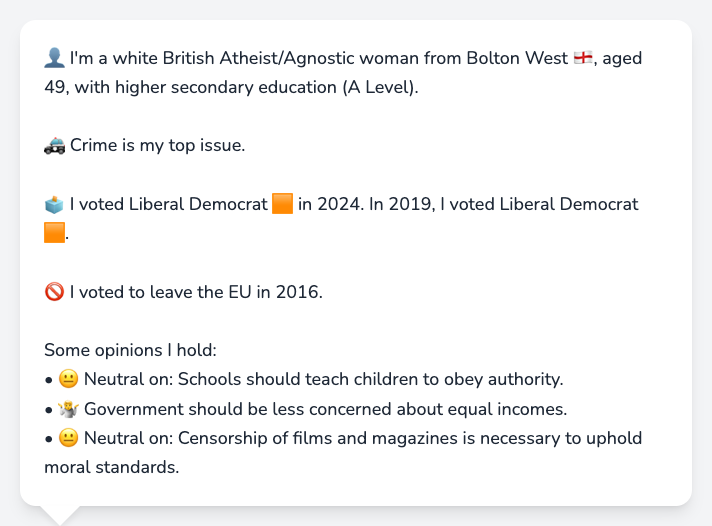 👤 I'm a white British Atheist/Agnostic woman from Bolton West 🏴󠁧󠁢󠁥󠁮󠁧󠁿, aged
49, with higher secondary education (A Level).
🚓 Crime is my top issue.
🗳️ I voted Liberal Democrat 🟧 in 2024. In 2019, I voted Liberal Democrat
🟧.
🚫 I voted to leave the EU in 2016.
Some opinions I hold:
• 😐 Neutral on: Schools should teach children to obey authority.
• 🤷 Government should be less concerned about equal incomes.
• 😐 Neutral on: Censorship of films and magazines is necessary to uphold
moral standards.